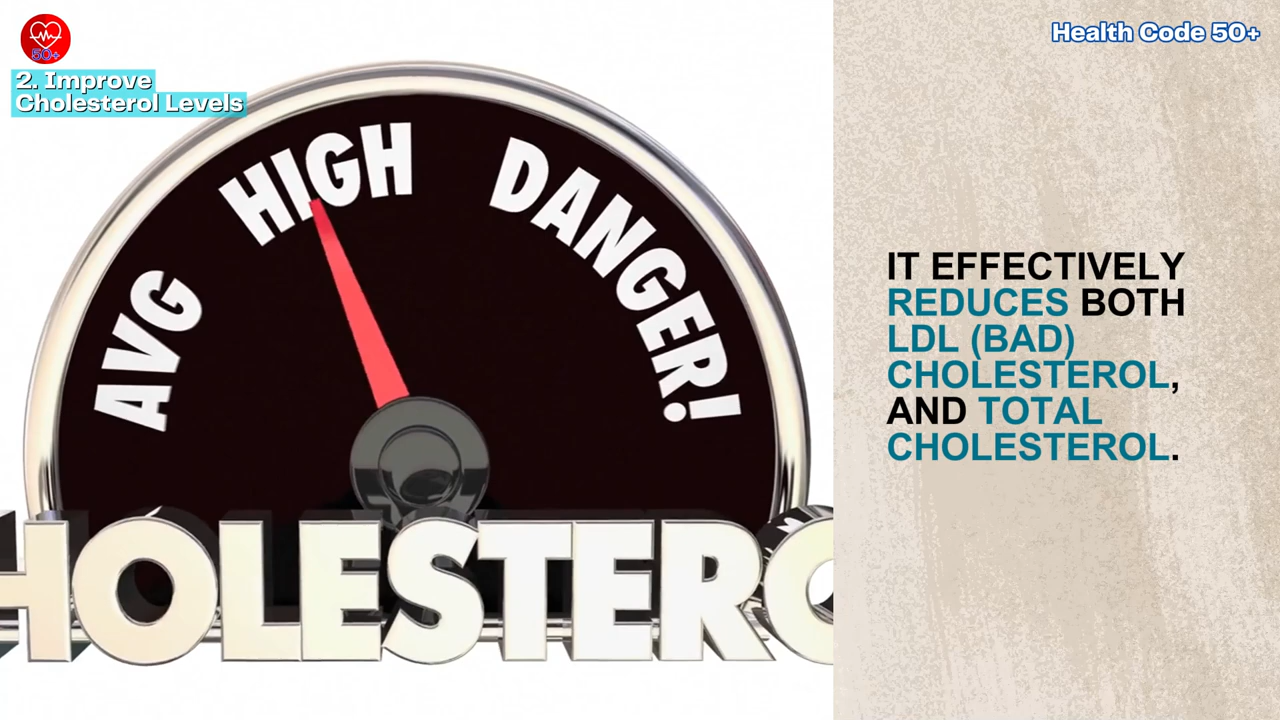 50+
2. Improve
Cholesterol Levels
Health Code 50+
AVG
HIGH
DANGER!
HOLESTERO
IT EFFECTIVELY
REDUCES BOTH
LDL (BAD)
CHOLESTEROL,
AND TOTAL
CHOLESTEROL.